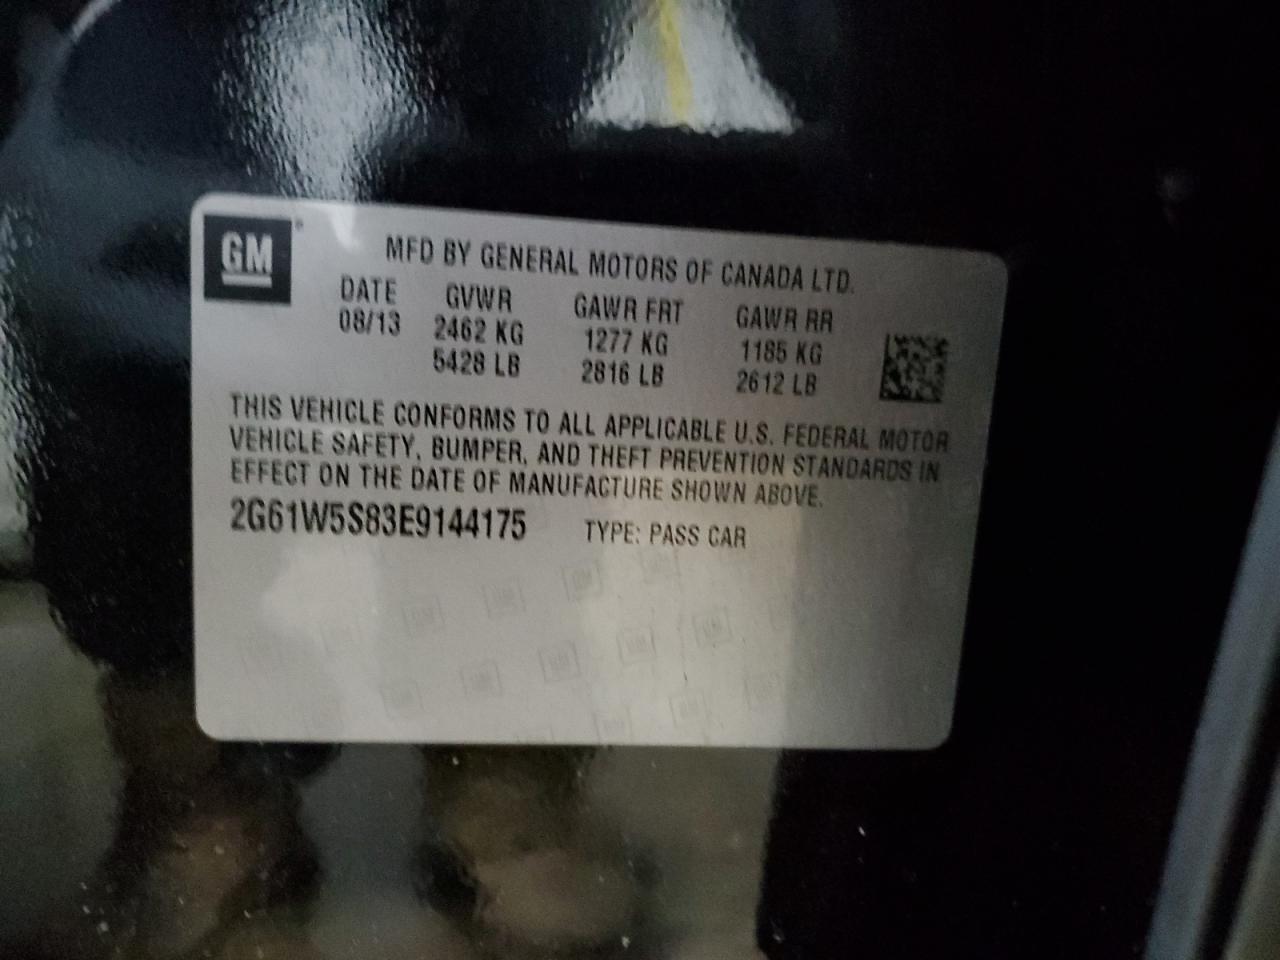 GM
MFD BY GENERAL MOTORS OF CANADA LTD.
DATE GVWR GAWR FRT GAWR RR
08/13 2462 KG 1277 KG 1185 KG
5428 LB 2816 LB 2612 LB
THIS VEHICLE CONFORMS TO ALL APPLICABLE U.S. FEDERAL MOTOR
VEHICLE SAFETY, BUMPER, AND THEFT PREVENTION STANDARDS IN
EFFECT ON THE DATE OF MANUFACTURE SHOWN ABOVE.
2G61W5S83E9144175 TYPE: PASS CAR